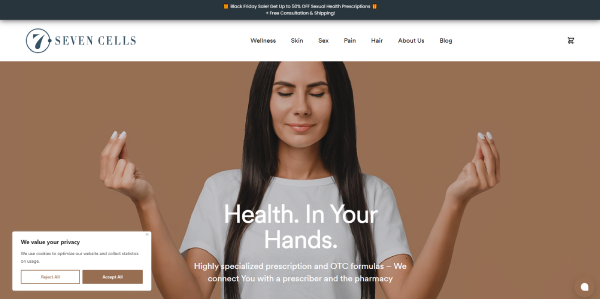 🎁 Black Friday Sale! Get Up to 50% OFF Sexual Health Prescriptions 🎁
+ Free Consultation & Shipping!
7 SEVEN CELLS
Wellness Skin Sex Pain Hair About Us Blog
Health. In Your
Hands.
Highly specialized prescription and OTC formulas – We
connect You with a prescriber and the pharmacy
We value your privacy
We use cookies to optimize our website and collect statistics
on usage.
Reject All Accept All